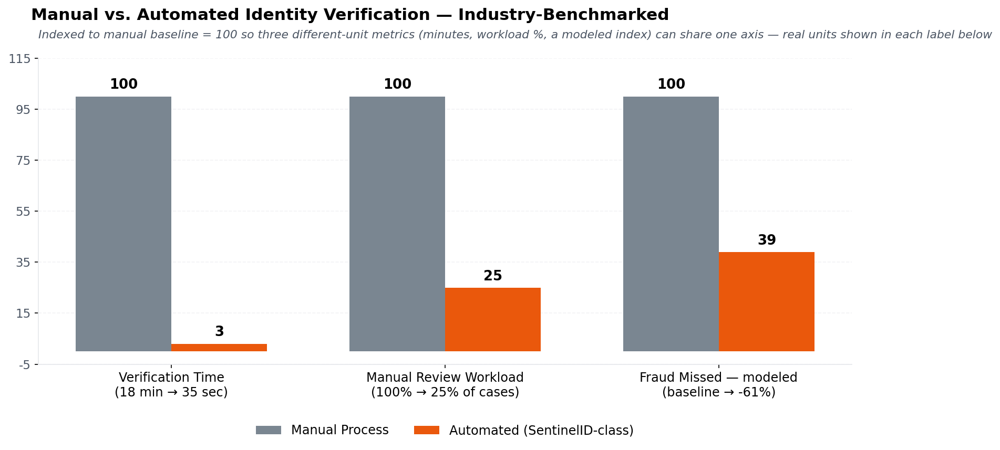 Manual vs. Automated Identity Verification — Industry-Benchmarked
Indexed to manual baseline = 100 so three different-unit metrics (minutes, workload %, a modeled index) can share one axis — real units shown in each label below
115
95
75
55
35
15
-5
100
3
100
25
100
39
Verification Time
(18 min → 35 sec)
Manual Review Workload
(100% → 25% of cases)
Fraud Missed — modeled
(baseline → -61%)
Manual Process
Automated (SentinelID-class)